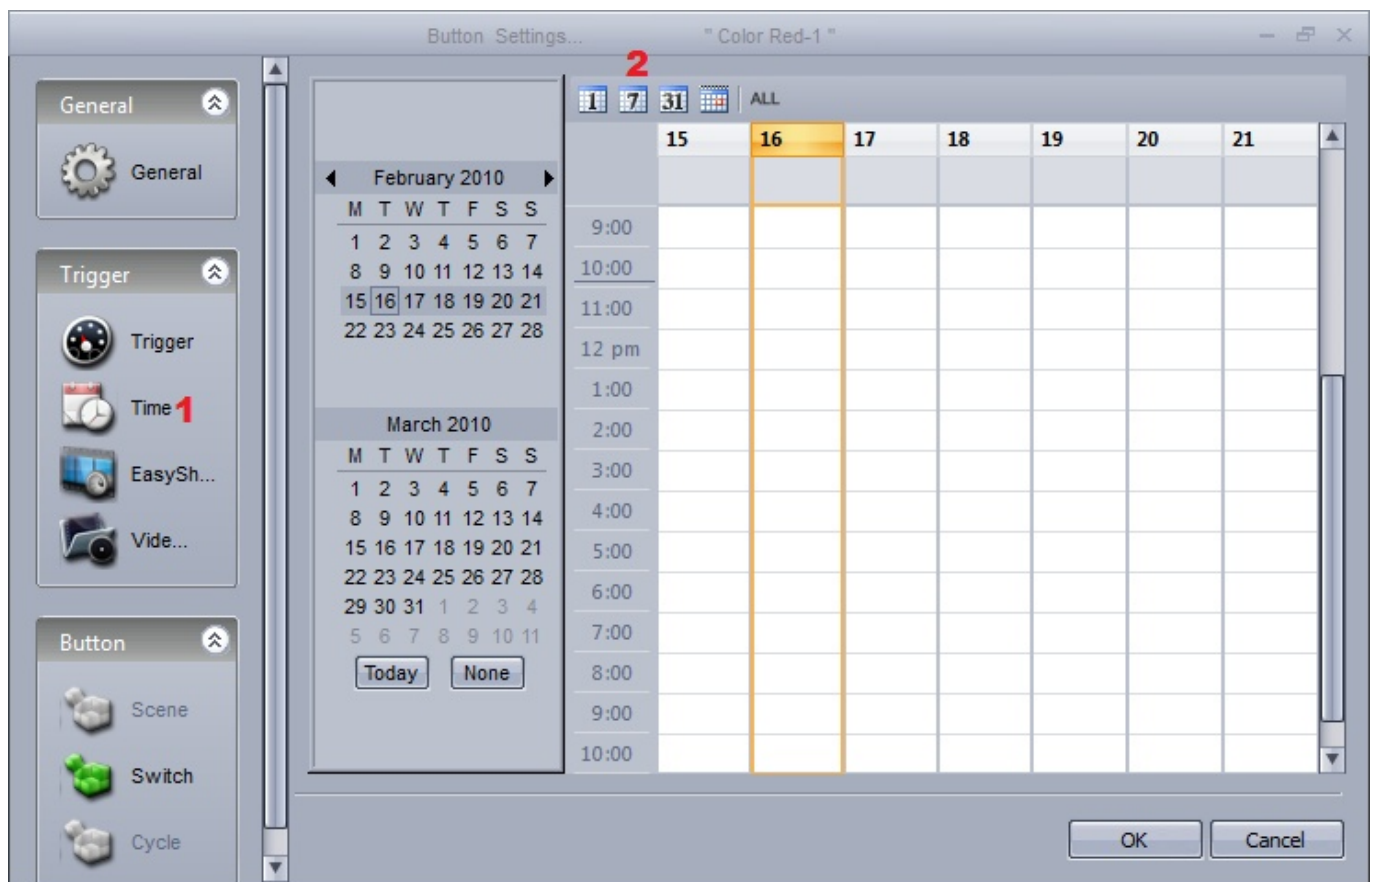 Button Settings... " Color Red-1 "
General
General
Trigger
Trigger
Time 1
EasySh...
Vide...
Button
Scene
Switch
Cycle
February 2010
M T W T F S S
1 2 3 4 5 6 7
8 9 10 11 12 13 14
15 16 17 18 19 20 21
22 23 24 25 26 27 28
March 2010
M T W T F S S
1 2 3 4 5 6 7
8 9 10 11 12 13 14
15 16 17 18 19 20 21
22 23 24 25 26 27 28
29 30 31 1 2 3 4
5 6 7 8 9 10 11
Today None
2
1 7 31 ALL
15 16 17 18 19 20 21
9:00
10:00
11:00
12 pm
1:00
2:00
3:00
4:00
5:00
6:00
7:00
8:00
9:00
10:00
OK Cancel